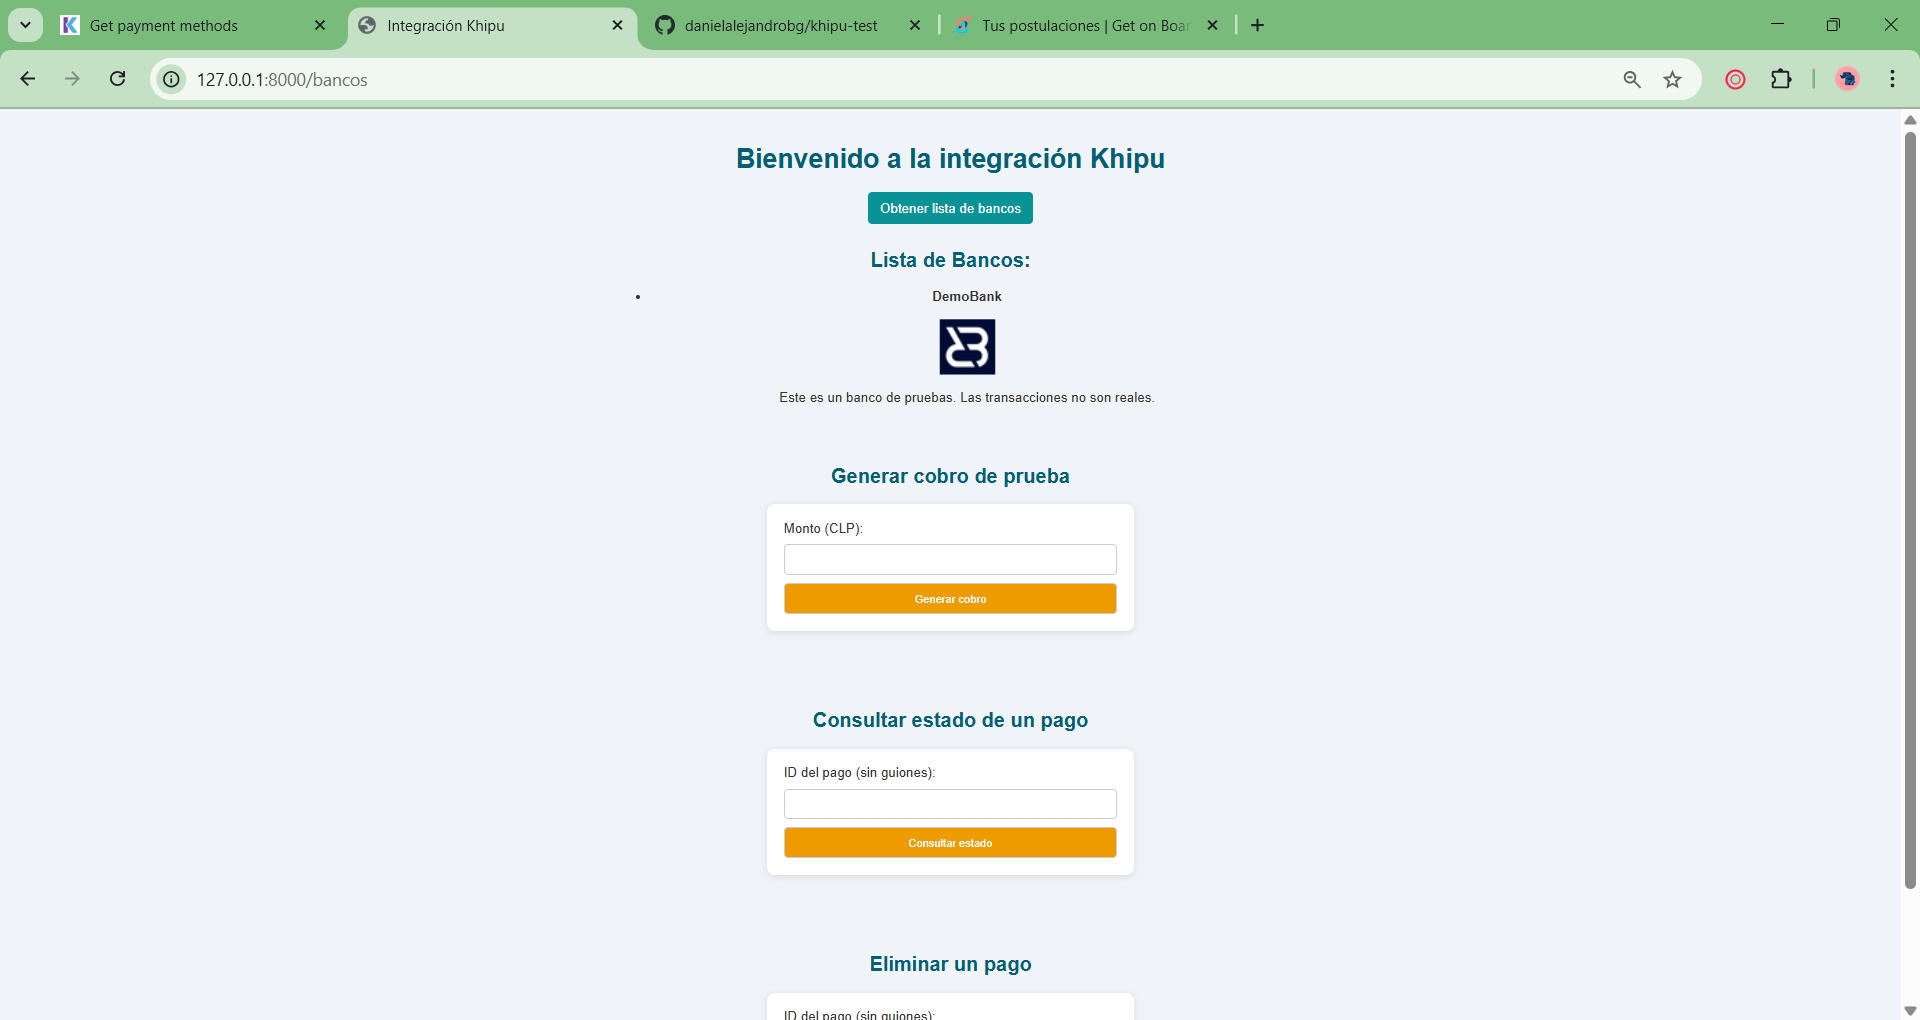 Get payment methods
Integración Khipu
danielalejandrobg/khipu-test
Tus postulaciones | Get on Boar
127.0.0.1:8000/bancos
Bienvenido a la integración Khipu
Obtener lista de bancos
Lista de Bancos:
• DemoBank
Este es un banco de pruebas. Las transacciones no son reales.
Generar cobro de prueba
Monto (CLP):
Generar cobro
Consultar estado de un pago
ID del pago (sin guiones):
Consultar estado
Eliminar un pago
ID del pago (sin guiones):